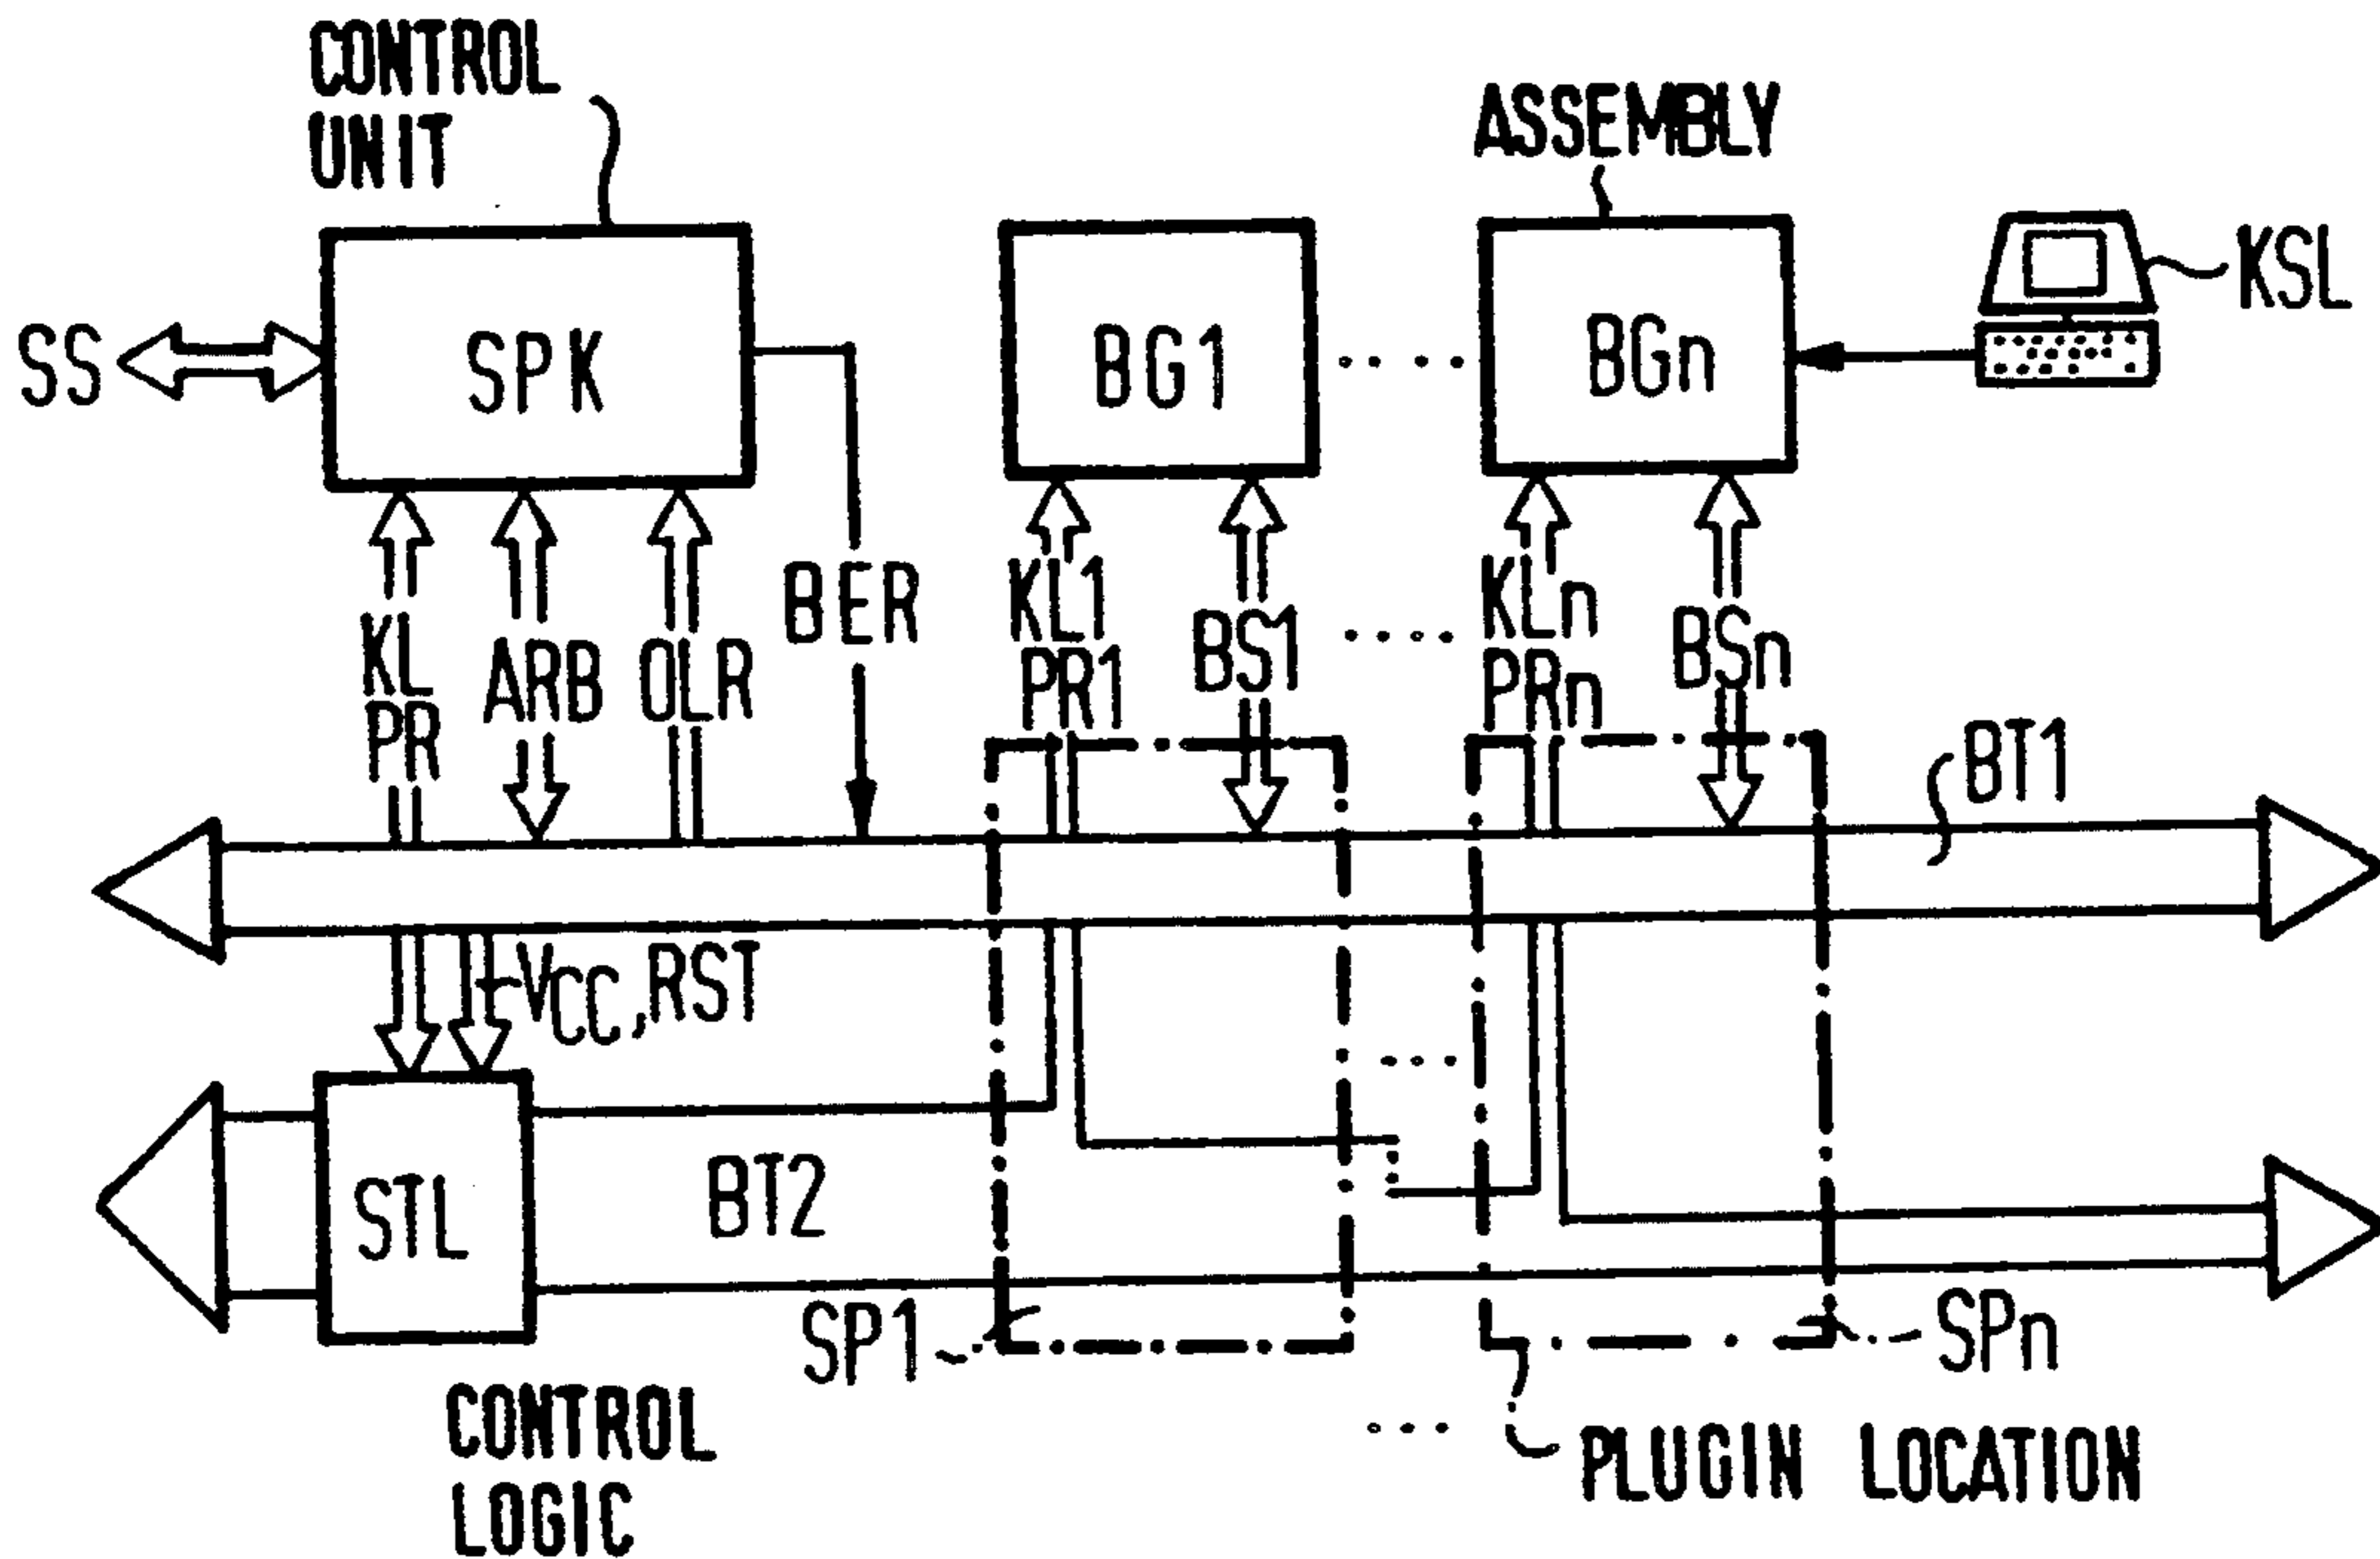 CONTROL
UNIT
ASSEMBLY
KSL
SS
SPK
BG1
BGn
KL
PR
ARB
OLR
BER
KL1
PR1
BS1
KLn
PRn
BSn
BT1
VCC,RST
STL
BT2
SP1
SPn
CONTROL
LOGIC
PLUGIN LOCATION